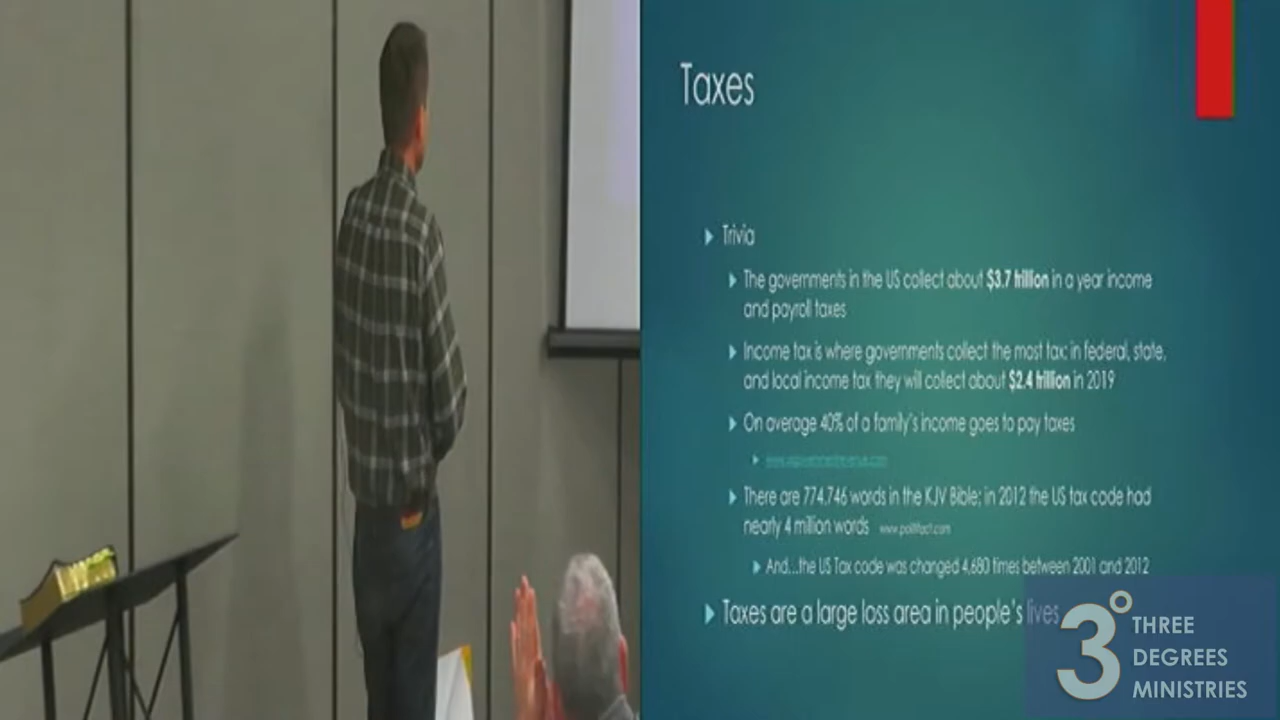 Taxes
Trivia
The governments in the US collect about $3.7 trillion in a year income
and payroll taxes
Income tax is where governments collect the most tax: in federal, state,
and local income tax they will collect about $2.4 trillion in 2019
On average 40% of a family's income goes to pay taxes
There are 774,746 words in the KJV Bible; in 2012 the US tax code had
nearly 4 million words www.politifact.com
And...the US Tax code was changed 4,680 times between 2001 and 2012
Taxes are a large loss area in people's lives
3° THREE
DEGREES
MINISTRIES